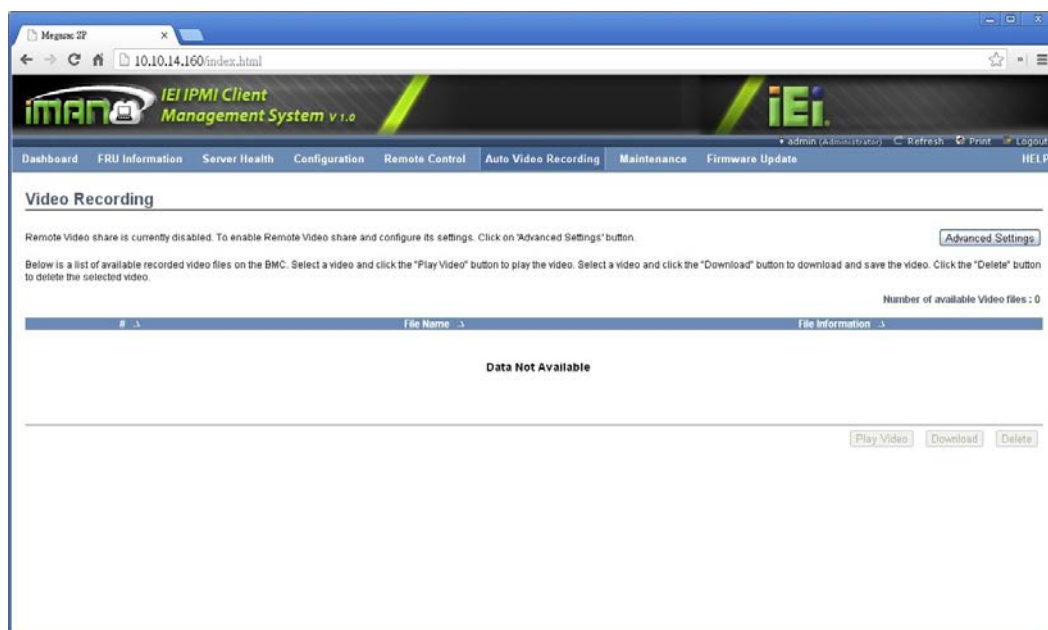 Megarac SP
10.10.14.160/index.html
iMAN
IEI IPMI Client
Management System v 1.0
iEi
admin (Administrator) Refresh Print Logout
Dashboard FRU Information Server Health Configuration Remote Control Auto Video Recording Maintenance Firmware Update HELP
Video Recording
Remote Video share is currently disabled. To enable Remote Video share and configure its settings. Click on 'Advanced Settings' button.
Advanced Settings
Below is a list of available recorded video files on the BMC. Select a video and click the "Play Video" button to play the video. Select a video and click the "Download" button to download and save the video. Click the "Delete" button
to delete the selected video.
Number of available Video files : 0
# File Name File Information
Data Not Available
Play Video Download Delete